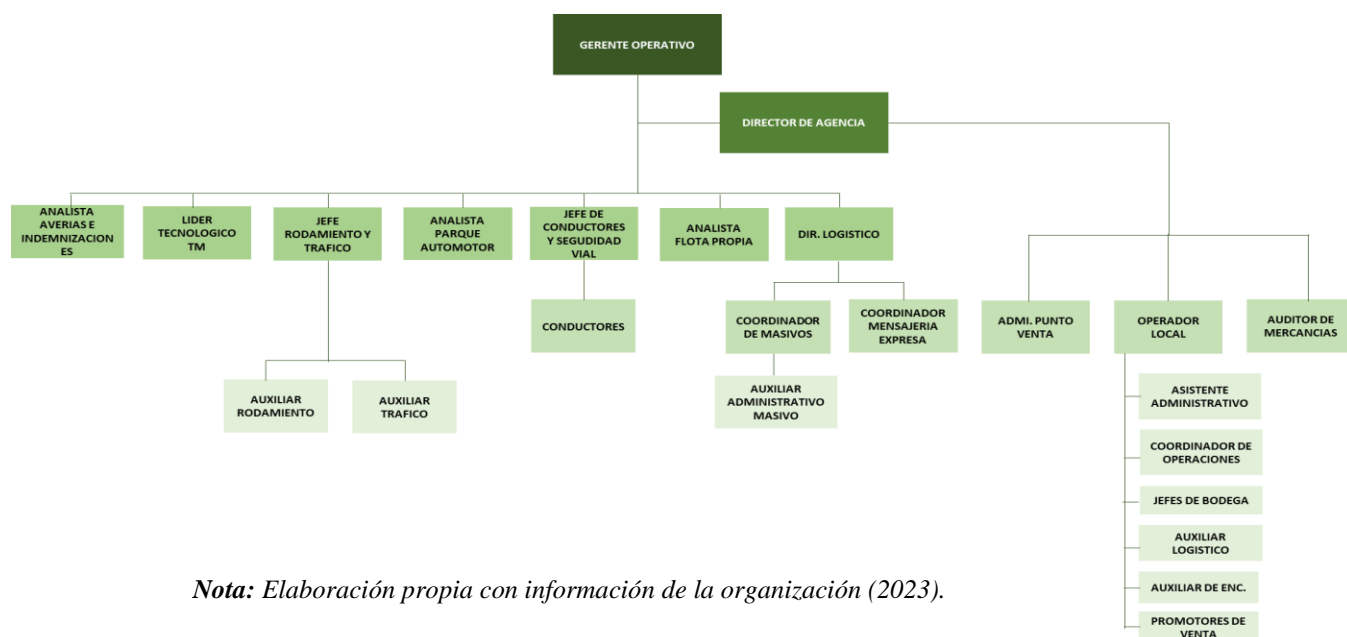 GERENTE OPERATIVO
DIRECTOR DE AGENCIA
ANALISTA
AVERIAS E
INDEMNIZACION
ES
LIDER
TECNOLOGICO
TM
JEFE
RODAMIENTO Y
TRAFICO
ANALISTA
PARQUE
AUTOMOTOR
JEFE DE
CONDUCTORES
Y SEGUDIDAD
VIAL
ANALISTA
FLOTA PROPIA
DIR. LOGISTICO
CONDUCTORES
COORDINADOR
DE MASIVOS
COORDINADOR
MENSAJERIA
EXPRESA
ADMI. PUNTO
VENTA
OPERADOR
LOCAL
AUDITOR DE
MERCANCIAS
AUXILIAR
RODAMIENTO
AUXILIAR
TRAFICO
AUXILIAR
ADMINISTRATIVO
MASIVO
ASISTENTE
ADMINISTRATIVO
COORDINADOR DE
OPERACIONES
JEFES DE BODEGA
AUXILIAR
LOGISTICO
AUXILIAR DE ENC.
PROMOTORES DE
VENTA
Nota: Elaboración propia con información de la organización (2023).